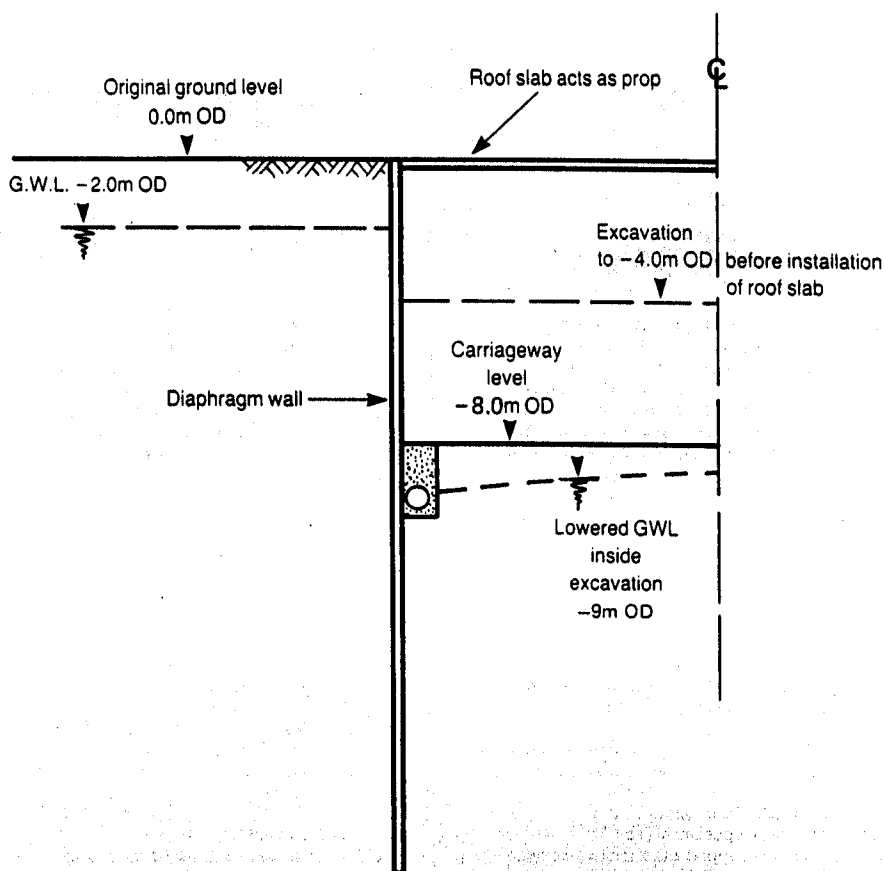 ℄
Roof slab acts as prop
Original ground level
0.0m OD
G.W.L. -2.0m OD
Excavation
to -4.0m OD before installation
of roof slab
Carriageway
level
-8.0m OD
Diaphragm wall
Lowered GWL
inside
excavation
-9m OD